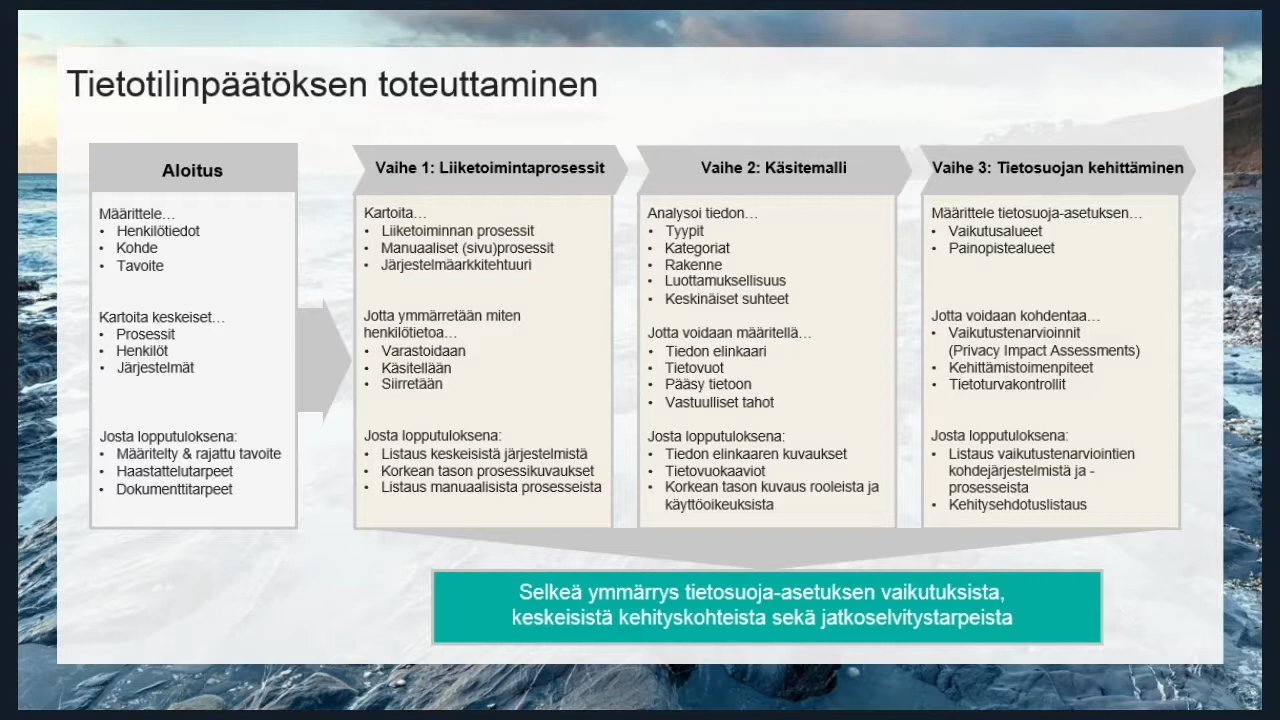 Tietotilinpäätöksen toteuttaminen
Aloitus
Määrittele…
• Henkilötiedot
• Kohde
• Tavoite
Kartoita keskeiset…
• Prosessit
• Henkilöt
• Järjestelmät
Josta lopputuloksena:
• Määritelty & rajattu tavoite
• Haastattelutarpeet
• Dokumenttitarpeet
Vaihe 1: Liiketoimintaprosessit
Kartoita…
• Liiketoiminnan prosessit
• Manuaaliset (sivu)prosessit
• Järjestelmäarkkitehtuuri
Jotta ymmärretään miten
henkilötietoa…
• Varastoidaan
• Käsitellään
• Siirretään
Josta lopputuloksena:
• Listaus keskeisistä järjestelmistä
• Korkean tason prosessikuvaukset
• Listaus manuaalisista prosesseista
Vaihe 2: Käsitemalli
Analysoi tiedon…
• Tyypit
• Kategoriat
• Rakenne
• Luottamuksellisuus
• Keskinäiset suhteet
Jotta voidaan määritellä…
• Tiedon elinkaari
• Tietovuot
• Pääsy tietoon
• Vastuulliset tahot
Josta lopputuloksena:
• Tiedon elinkaaren kuvaukset
• Tietovuokaaviot
• Korkean tason kuvaus rooleista ja
käyttöoikeuksista
Vaihe 3: Tietosuojan kehittäminen
Määrittele tietosuoja-asetuksen…
• Vaikutusalueet
• Painopistealueet
Jotta voidaan kohdentaa…
• Vaikutustenarvioinnit
(Privacy Impact Assessments)
• Kehittämistoimenpiteet
• Tietoturvakontrollit
Josta lopputuloksena:
• Listaus vaikutustenarviointien
kohdejärjestelmistä ja -
prosesseista
• Kehitysehdotuslistaus
Selkeä ymmärrys tietosuoja-asetuksen vaikutuksista,
keskeisistä kehityskohteista sekä jatkoselvitystarpeista